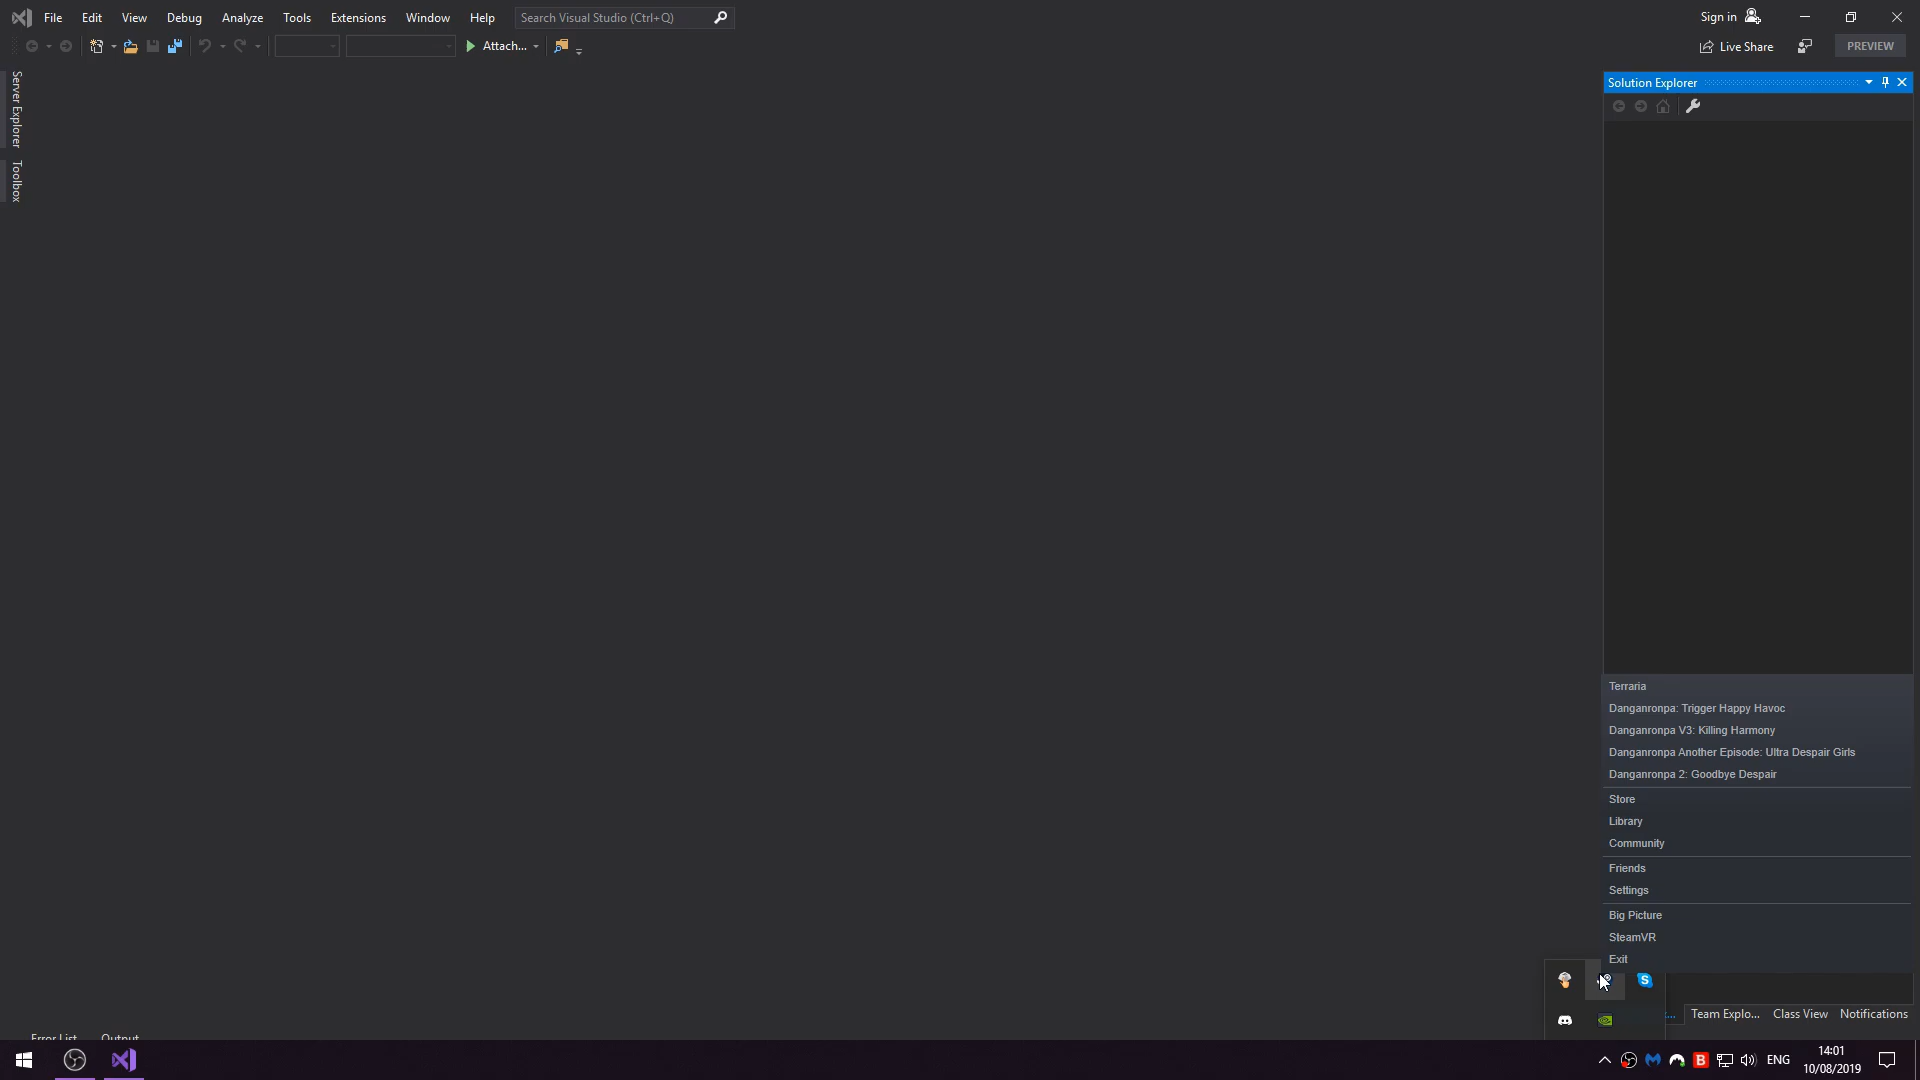 File Edit View Debug Analyze Tools Extensions Window Help Search Visual Studio (Ctrl+Q) Sign in
Attach... Live Share PREVIEW
Server Explorer
Toolbox
Solution Explorer
Terraria
Danganronpa: Trigger Happy Havoc
Danganronpa V3: Killing Harmony
Danganronpa Another Episode: Ultra Despair Girls
Danganronpa 2: Goodbye Despair
Store
Library
Community
Friends
Settings
Big Picture
SteamVR
Exit
... Team Explo... Class View Notifications
Error List Output
ENG 14:01
10/08/2019